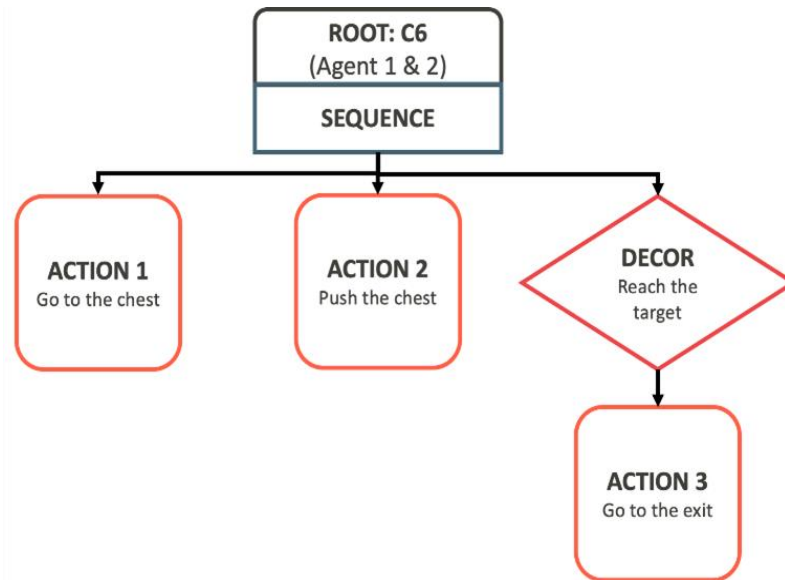 ROOT: C6
(Agent 1 & 2)
SEQUENCE
ACTION 1
Go to the chest
ACTION 2
Push the chest
DECOR
Reach the
target
ACTION 3
Go to the exit